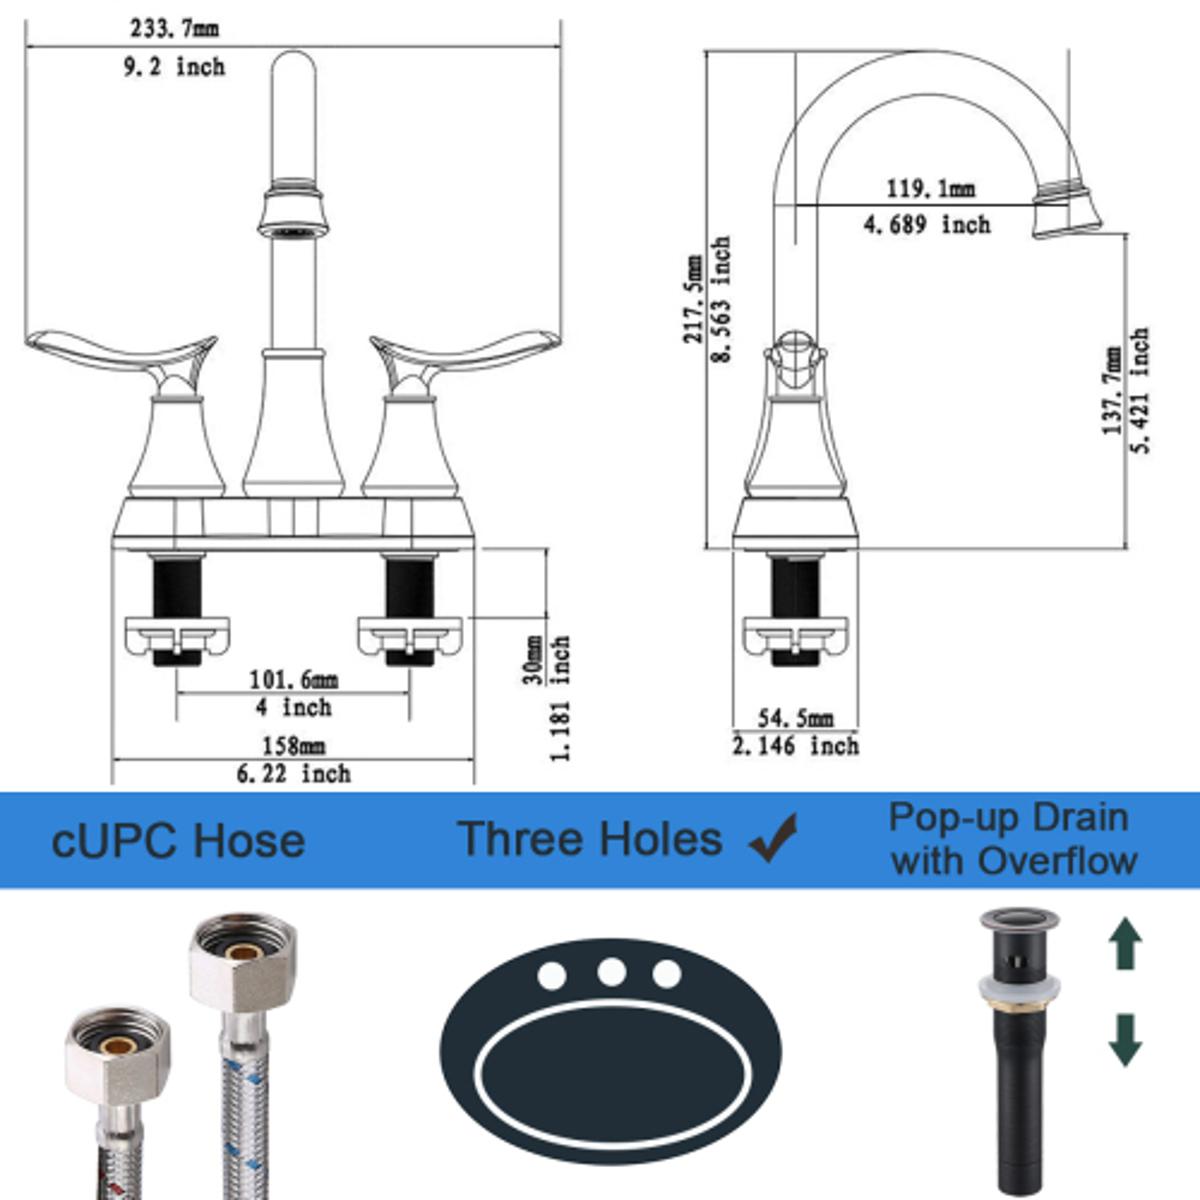 233.7mm
9.2 inch
119.1mm
4.689 inch
217.5mm
8.563 inch
137.7mm
5.421 inch
30mm
1.181 inch
101.6mm
4 inch
158mm
6.22 inch
54.5mm
2.146 inch
cUPC Hose
Three Holes
Pop-up Drain
with Overflow